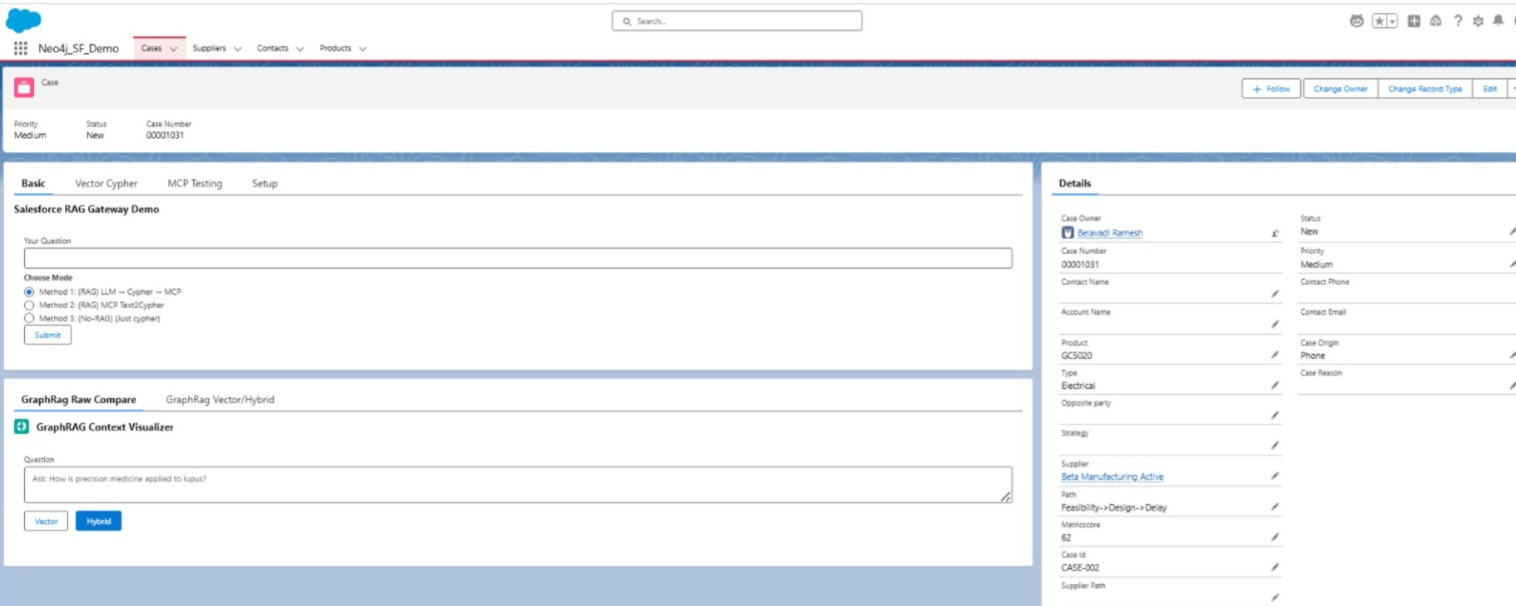 Search...
Neo4j_SF_Demo Cases Suppliers Contacts Products
Case
+ Follow Change Owner Change Record Type Edit
Priority Status Case Number
Medium New 00001031
Basic Vector Cypher MCP Testing Setup
Salesforce RAG Gateway Demo
Your Question
Choose Mode
Method 1: (RAG) LLM → Cypher → MCP
Method 2: (RAG) MCP Text2Cypher
Method 3: (No-RAG) (Just cypher)
Submit
GraphRag Raw Compare GraphRag Vector/Hybrid
GraphRAG Context Visualizer
Question
Ask: How is precision medicine applied to lupus?
Vector Hybrid
Details
Case Owner Status
Belavadi Ramesh New
Case Number Priority
00001031 Medium
Contact Name Contact Phone
Account Name Contact Email
Product Case Origin
GC5020 Phone
Type Case Reason
Electrical
Opposite party
Strategy
Supplier
Beta Manufacturing Active
Path
Feasibility->Design->Delay
Metricscore
62
Case Id
CASE-002
Supplier Path